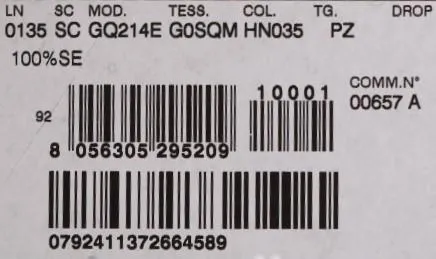 LN SC MOD. TESS. COL. TG. DROP
0135 SC GQ214E G0SQM HN035 PZ
100%SE
10001
COMM.N°
00657 A
92
8 056305 295209
0792411372664589